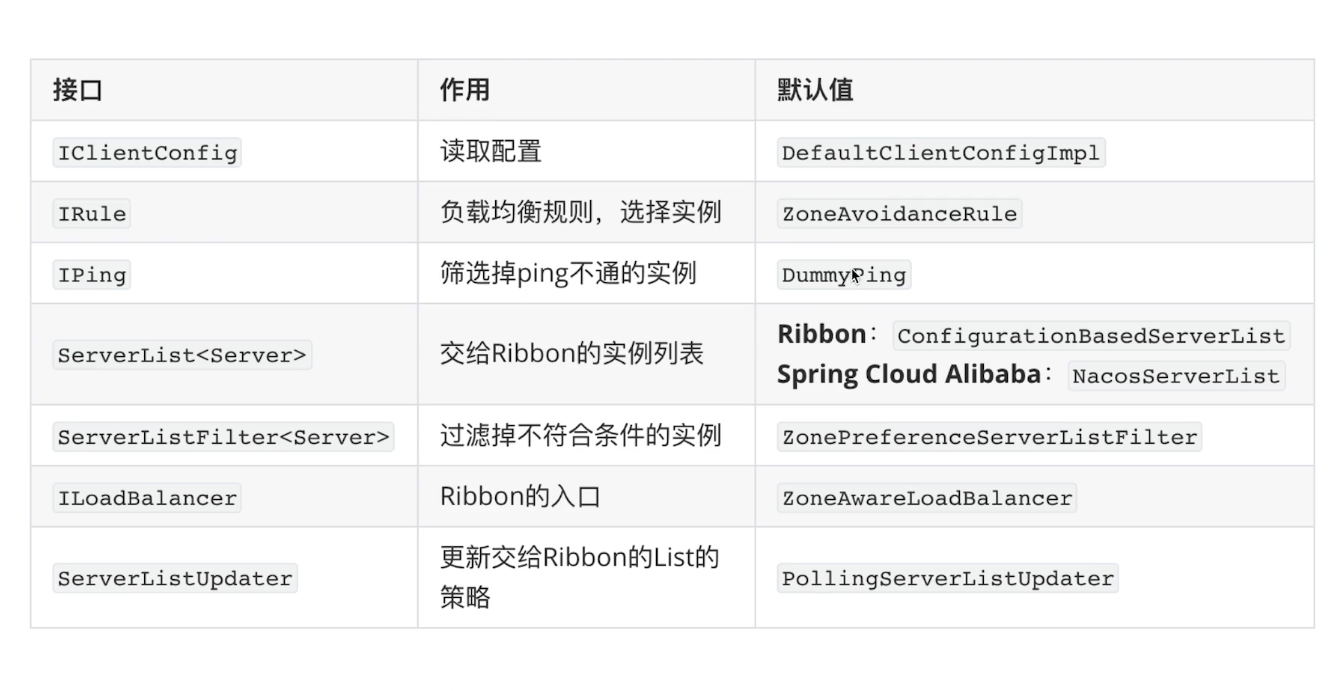 接口 作用 默认值
IClientConfig 读取配置 DefaultClientConfigImpl
IRule 负载均衡规则，选择实例 ZoneAvoidanceRule
IPing 筛选掉ping不通的实例 DummyPing
ServerList<Server> 交给Ribbon的实例列表 Ribbon： ConfigurationBasedServerList
Spring Cloud Alibaba： NacosServerList
ServerListFilter<Server> 过滤掉不符合条件的实例 ZonePreferenceServerListFilter
ILoadBalancer Ribbon的入口 ZoneAwareLoadBalancer
ServerListUpdater 更新交给Ribbon的List的 PollingServerListUpdater
策略